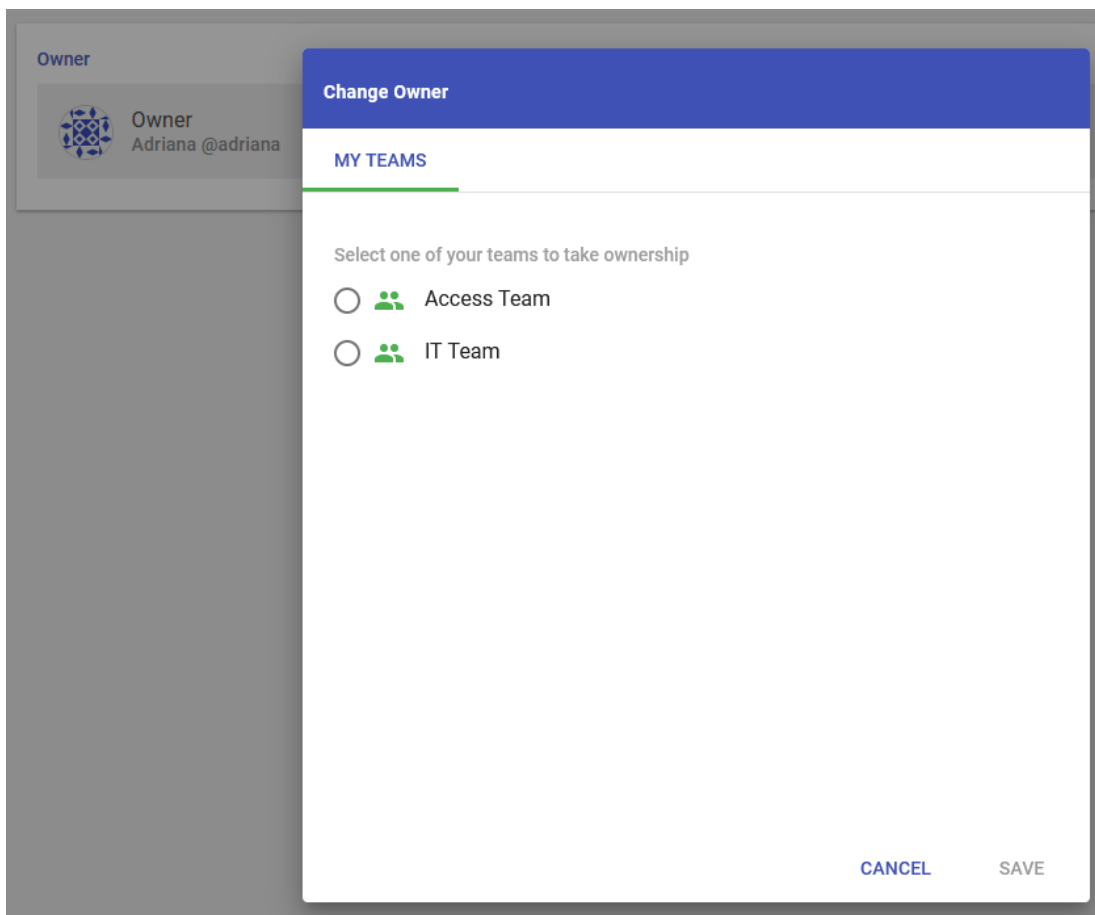 Owner
Owner
Adriana @adriana
Change Owner
MY TEAMS
Select one of your teams to take ownership
Access Team
IT Team
CANCEL SAVE